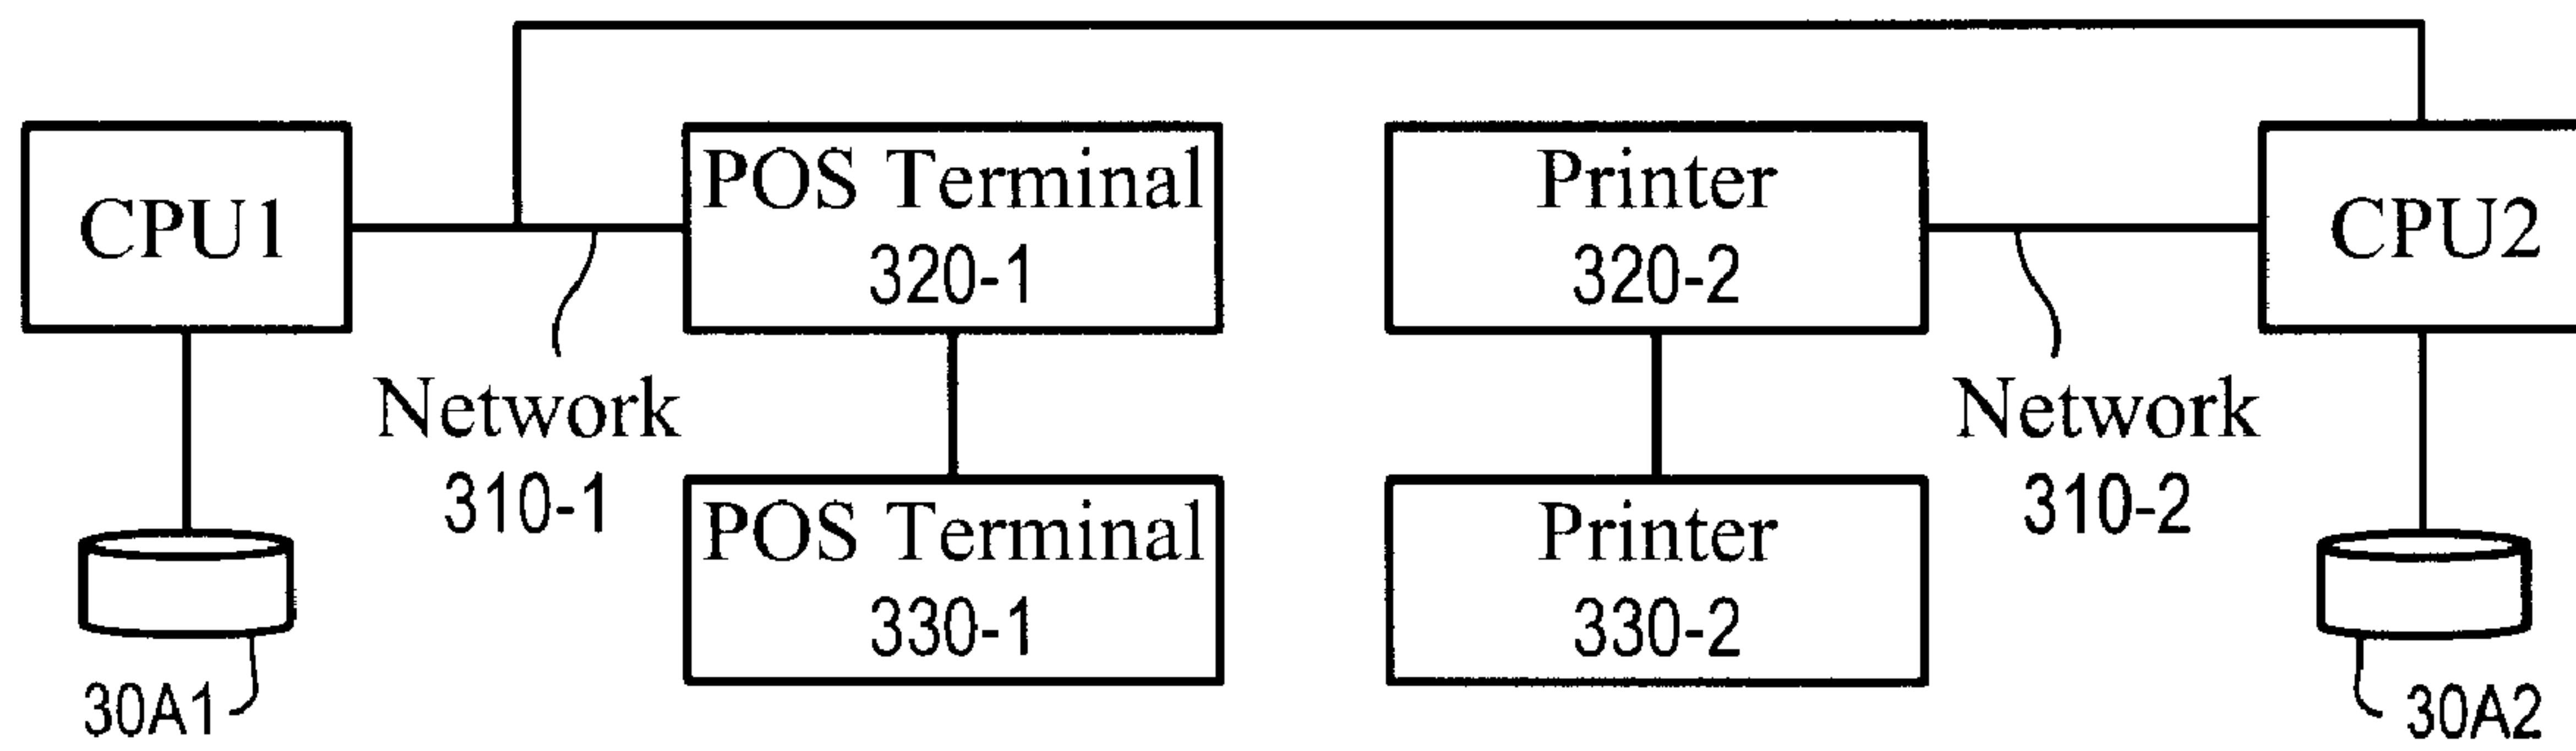 CPU1
POS Terminal
320-1
Printer
320-2
CPU2
Network
310-1
Network
310-2
POS Terminal
330-1
Printer
330-2
30A1
30A2